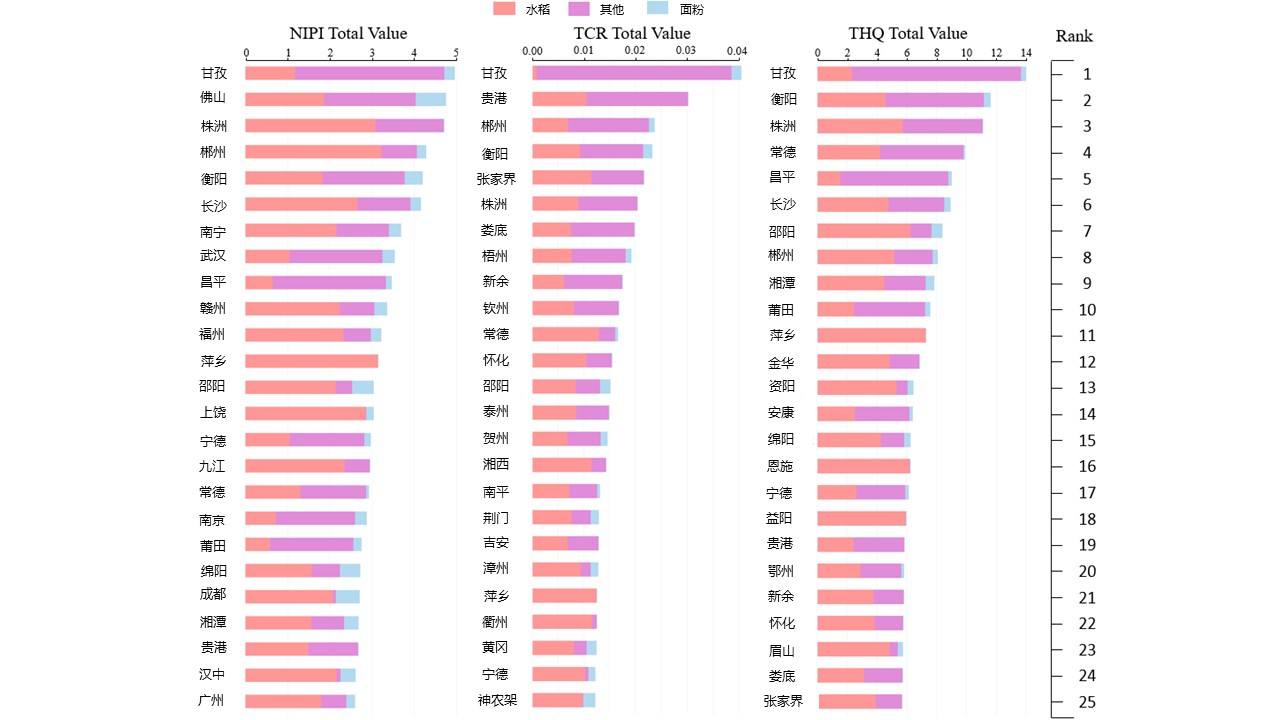 水稻 其他 面粉
NIPI Total Value TCR Total Value THQ Total Value Rank
0 1 2 3 4 5 0.00 0.01 0.02 0.03 0.04 0 2 4 6 8 10 12 14
甘孜 甘孜 甘孜 1
佛山 贵港 衡阳 2
株洲 郴州 株洲 3
郴州 衡阳 常德 4
衡阳 张家界 昌平 5
长沙 株洲 长沙 6
南宁 娄底 邵阳 7
武汉 梧州 郴州 8
昌平 新余 湘潭 9
赣州 钦州 莆田 10
福州 常德 萍乡 11
萍乡 怀化 金华 12
邵阳 邵阳 资阳 13
上饶 泰州 安康 14
宁德 贺州 绵阳 15
九江 湘西 恩施 16
常德 南平 宁德 17
南京 荆门 益阳 18
莆田 吉安 贵港 19
绵阳 漳州 鄂州 20
成都 萍乡 新余 21
湘潭 衢州 怀化 22
贵港 黄冈 眉山 23
汉中 宁德 娄底 24
广州 神农架 张家界 25